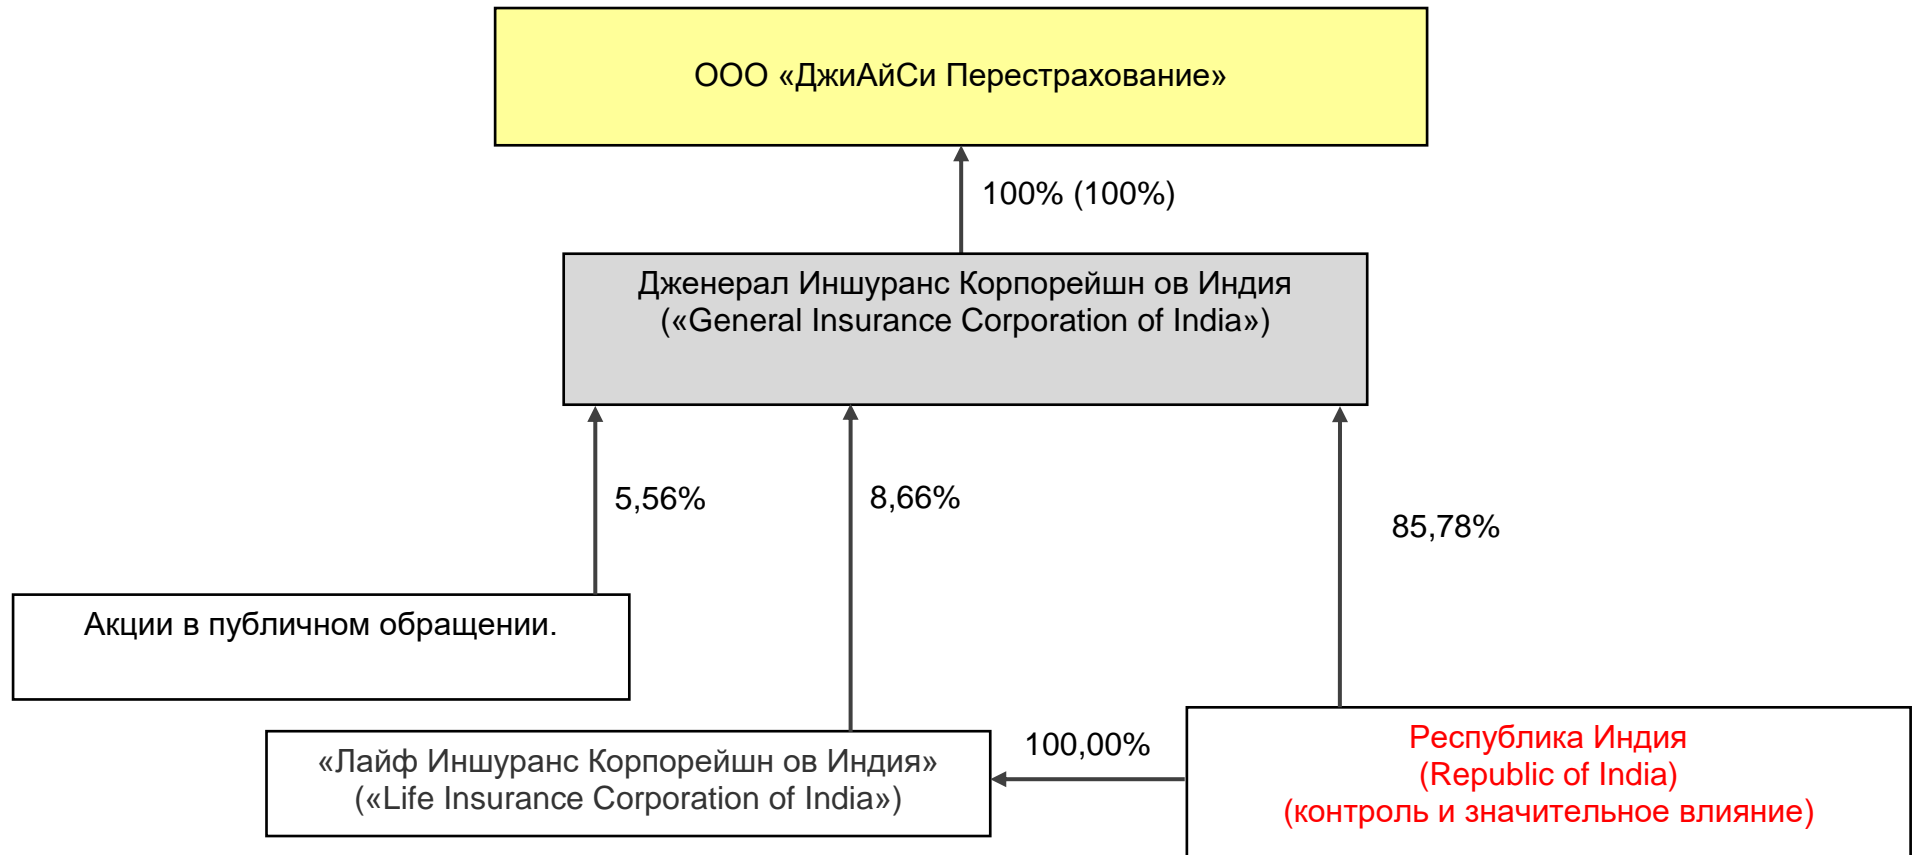 ООО «ДжиАйСи Перестрахование»
100% (100%)
Дженерал Иншуранс Корпорейшн ов Индия
(«General Insurance Corporation of India»)
5,56%
8,66%
85,78%
Акции в публичном обращении.
«Лайф Иншуранс Корпорейшн ов Индия»
(«Life Insurance Corporation of India»)
100,00%
Республика Индия
(Republic of India)
(контроль и значительное влияние)